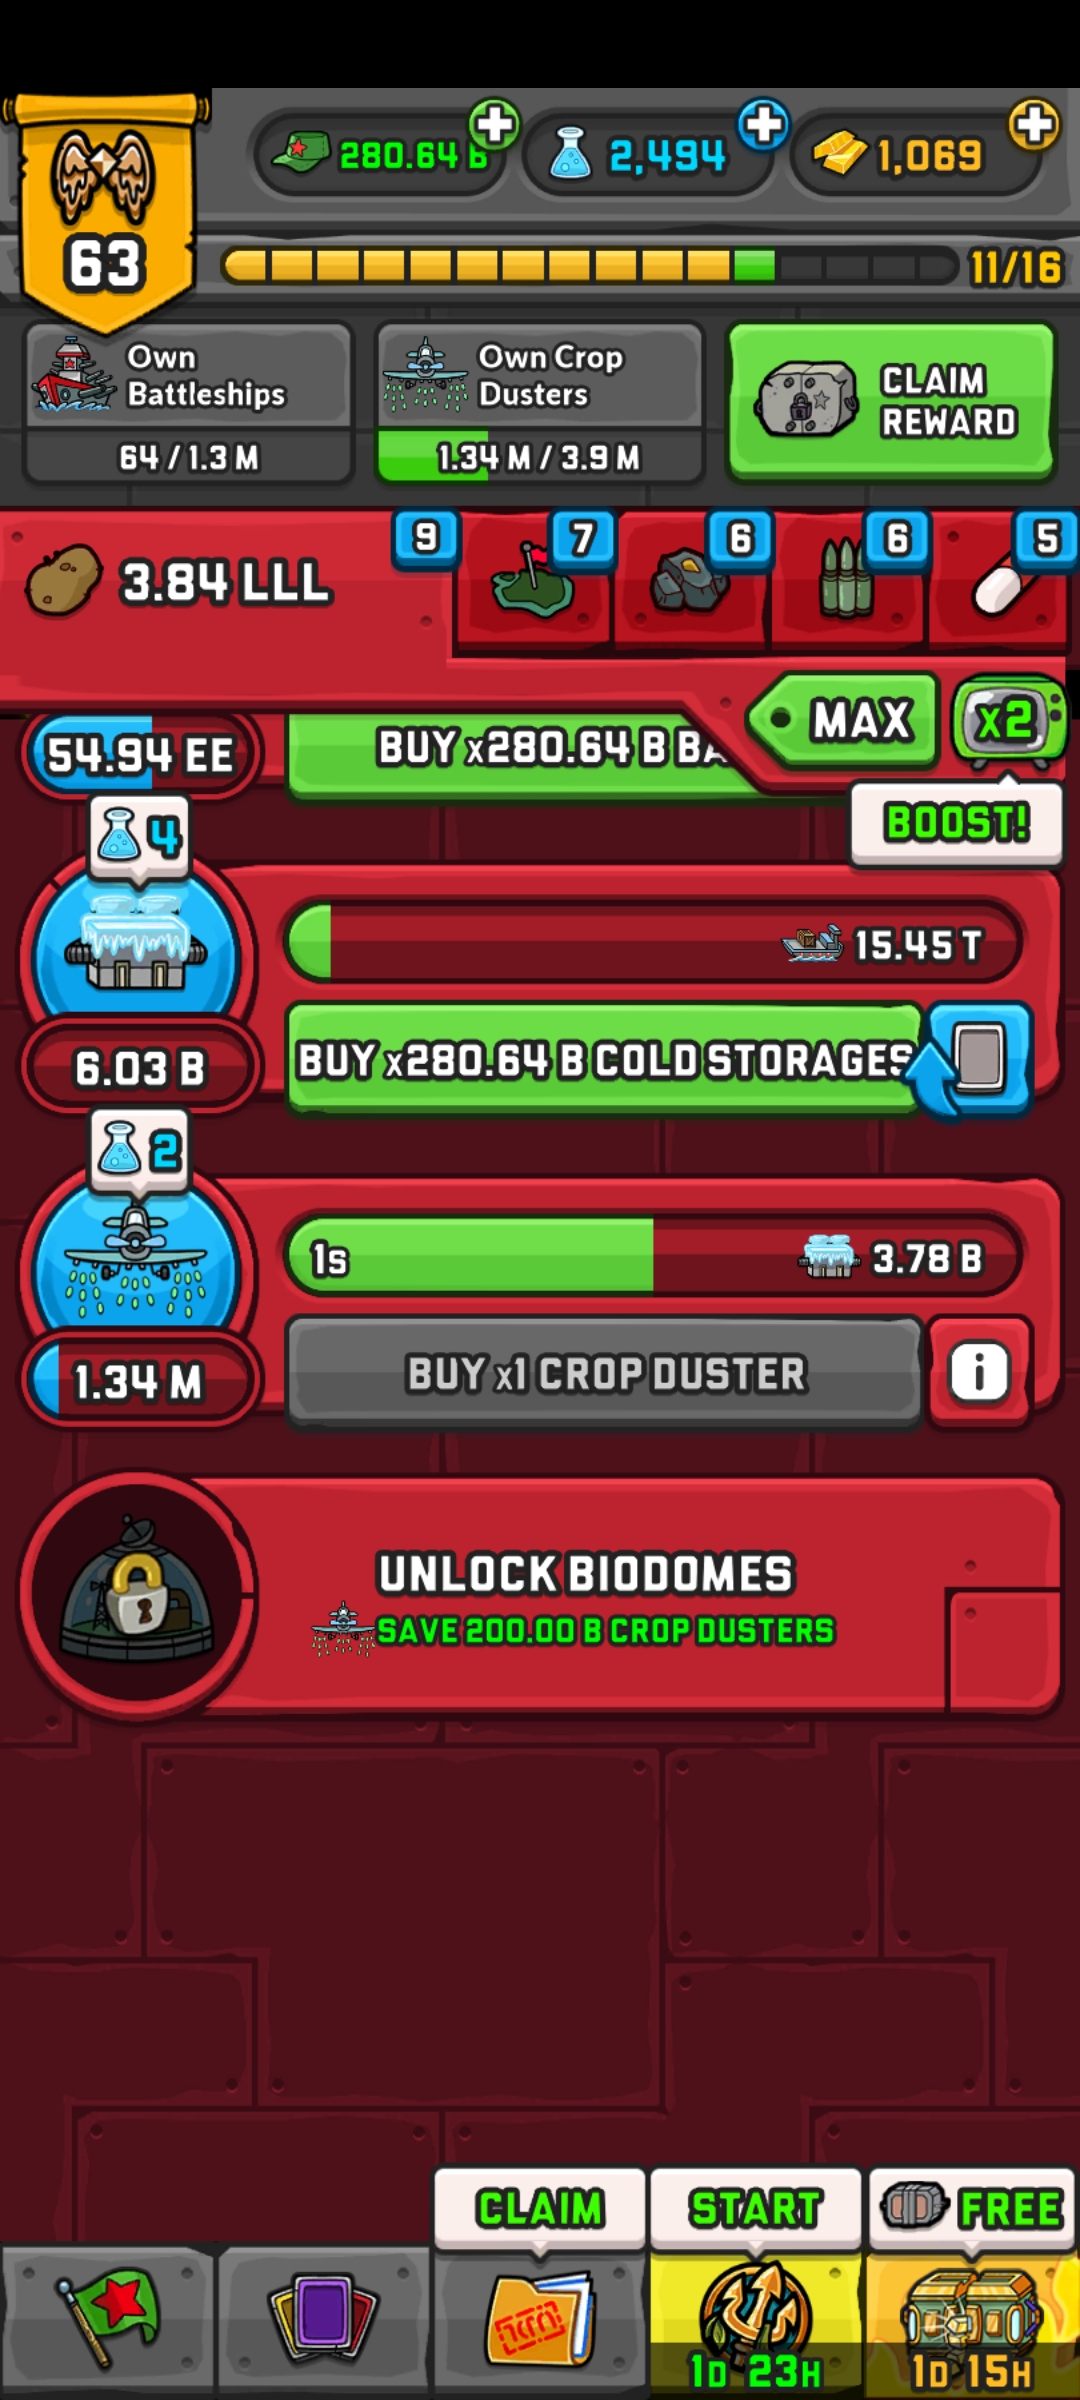 280.64 B
2,494
1,069
63
11/16
Own
Battleships
64 / 1.3 M
Own Crop
Dusters
1.34 M / 3.9 M
CLAIM
REWARD
3.84 LLL
9
7
6
6
5
MAX
x2
BOOST!
54.94 EE
BUY x280.64 B
4
15.45 T
6.03 B
BUY x280.64 B COLD STORAGES
2
1s
3.78 B
1.34 M
BUY x1 CROP DUSTER
i
UNLOCK BIODOMES
SAVE 200.00 B CROP DUSTERS
CLAIM
START
FREE
1D 23H
1D 15H